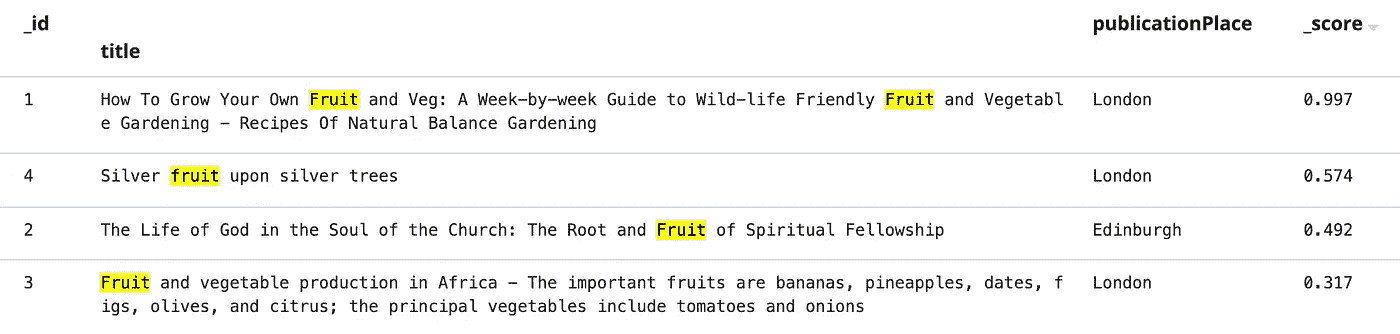 _id title publicationPlace _score
1 How To Grow Your Own Fruit and Veg: A Week-by-week Guide to Wild-life Friendly Fruit and Vegetabl London 0.997
e Gardening – Recipes Of Natural Balance Gardening
4 Silver fruit upon silver trees London 0.574
2 The Life of God in the Soul of the Church: The Root and Fruit of Spiritual Fellowship Edinburgh 0.492
3 Fruit and vegetable production in Africa – The important fruits are bananas, pineapples, dates, f London 0.317
igs, olives, and citrus; the principal vegetables include tomatoes and onions